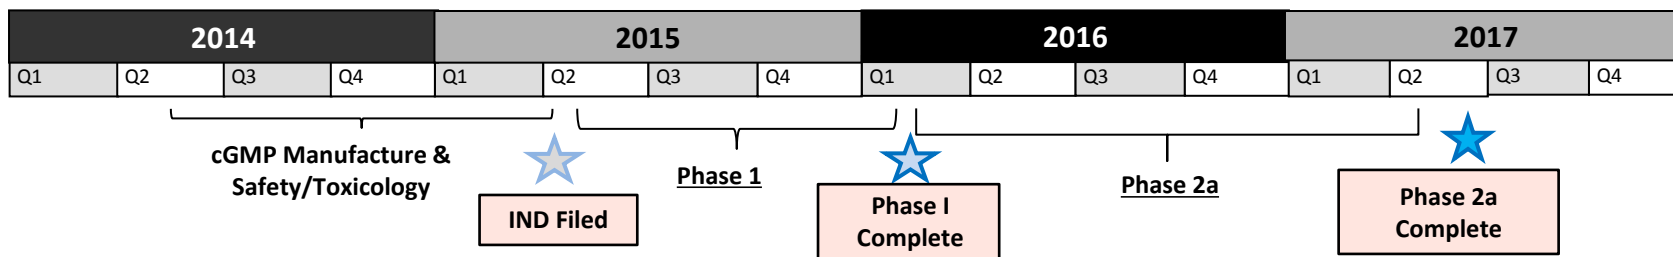 2014 2015 2016 2017
Q1 Q2 Q3 Q4 Q1 Q2 Q3 Q4 Q1 Q2 Q3 Q4 Q1 Q2 Q3 Q4
cGMP Manufacture &
Safety/Toxicology
IND Filed
Phase 1
Phase I
Complete
Phase 2a
Phase 2a
Complete